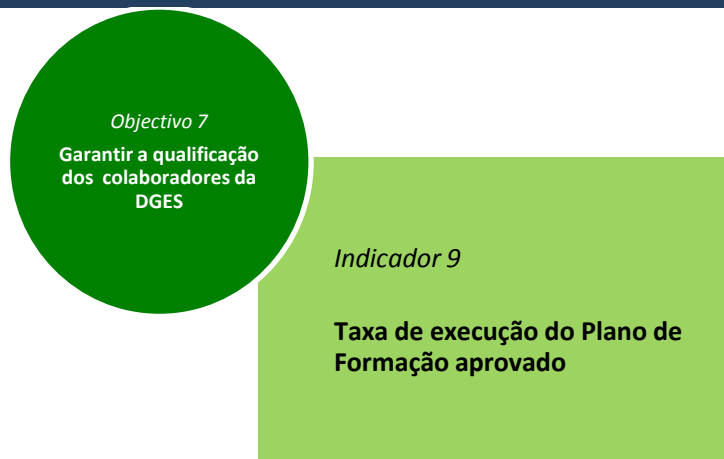 Objectivo 7
Garantir a qualificação
dos colaboradores da
DGES
Indicador 9
Taxa de execução do Plano de
Formação aprovado